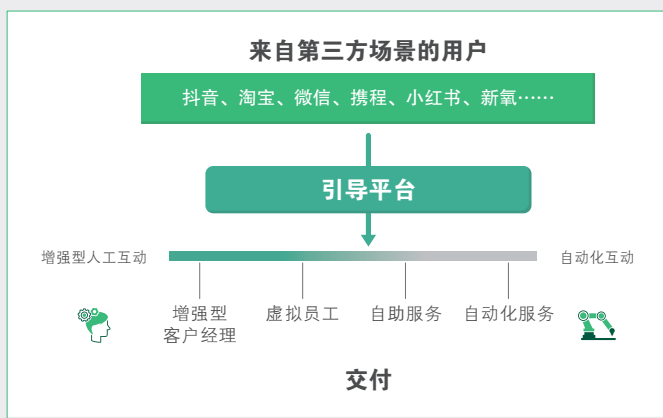 来自第三方场景的用户
抖音、淘宝、微信、携程、小红书、新氧……
引导平台
增强型人工互动
自动化互动
增强型
客户经理
虚拟员工
自助服务
自动化服务
交付